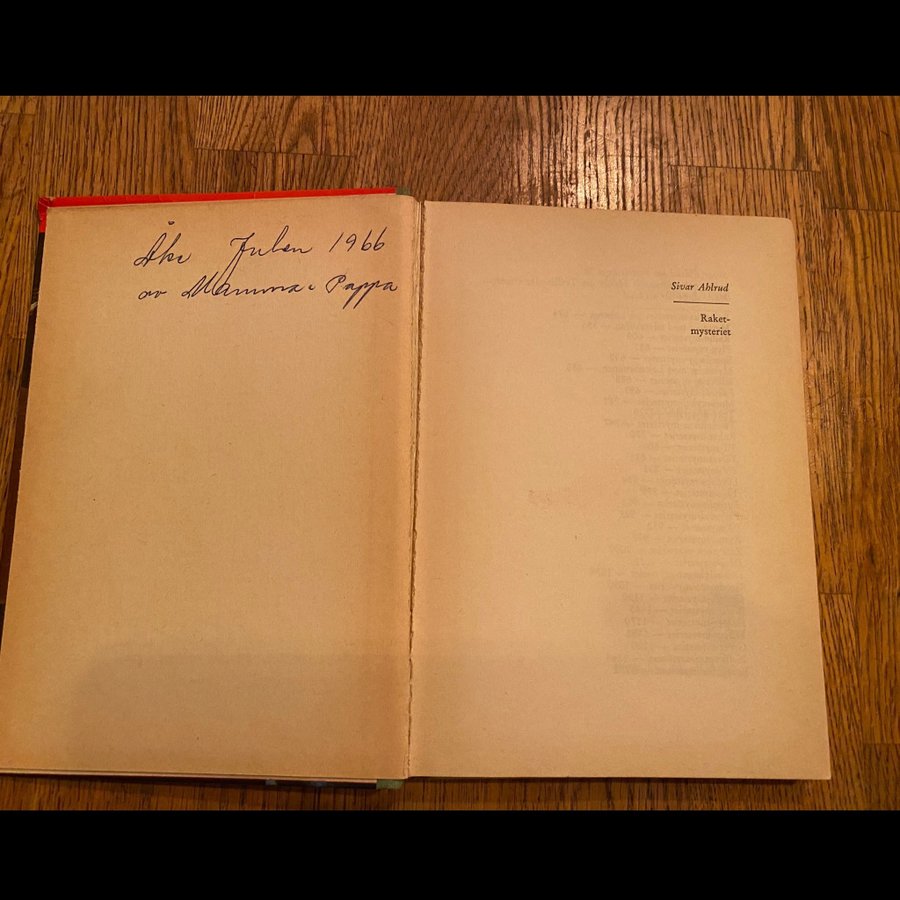 Åke Julen 1966
av Mamma o Pappa
Sivar Ahlrud
Raket-
mysteriet